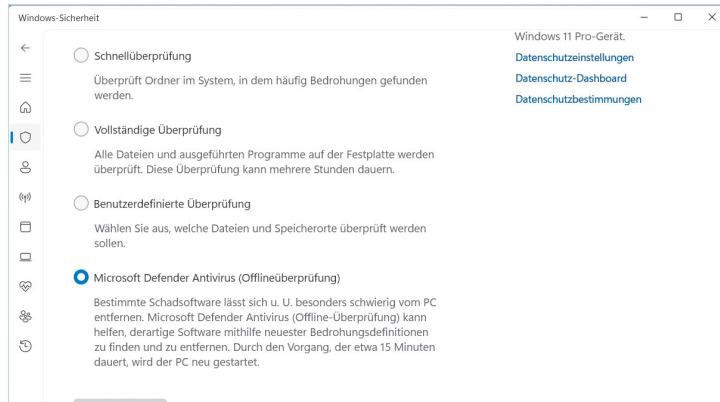 Windows-Sicherheit
Schnellüberprüfung
Überprüft Ordner im System, in dem häufig Bedrohungen gefunden
werden.
Vollständige Überprüfung
Alle Dateien und ausgeführten Programme auf der Festplatte werden
überprüft. Diese Überprüfung kann mehrere Stunden dauern.
Benutzerdefinierte Überprüfung
Wählen Sie aus, welche Dateien und Speicherorte überprüft werden
sollen.
Microsoft Defender Antivirus (Offlineüberprüfung)
Bestimmte Schadsoftware lässt sich u. U. besonders schwierig vom PC
entfernen. Microsoft Defender Antivirus (Offline-Überprüfung) kann
helfen, derartige Software mithilfe neuester Bedrohungsdefinitionen
zu finden und zu entfernen. Durch den Vorgang, der etwa 15 Minuten
dauert, wird der PC neu gestartet.
Windows 11 Pro-Gerät.
Datenschutzeinstellungen
Datenschutz-Dashboard
Datenschutzbestimmungen